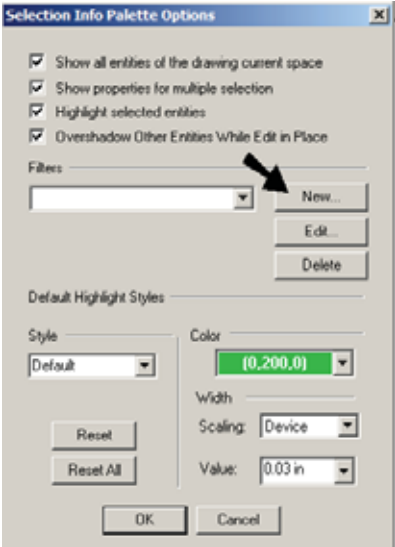 Selection Info Palette Options
Show all entities of the drawing current space
Show properties for multiple selection
Highlight selected entities
Overshadow Other Entities While Edit in Place
Filters
New...
Edit...
Delete
Default Highlight Styles
Style
Color
Default
(0,200,0)
Width
Scaling: Device
Reset
Value: 0.03 in
Reset All
OK Cancel